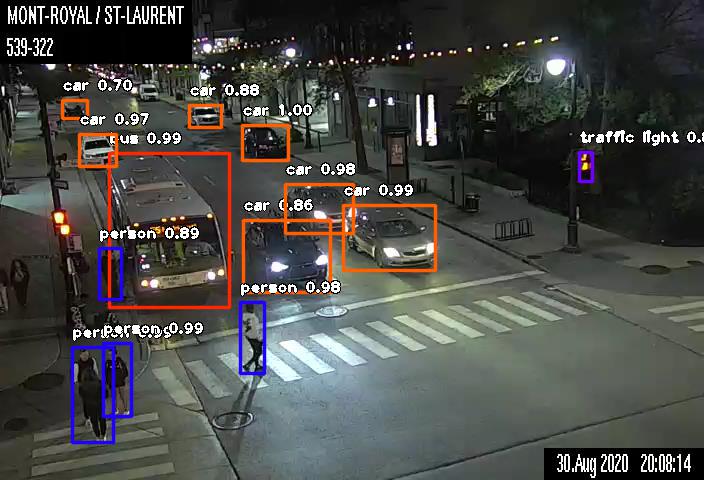 MONT-ROYAL / ST-LAURENT
539-322
car 0.70
car 0.88
car 0.97
car 1.00
bus 0.99
traffic light 0.8
car 0.98
car 0.99
car 0.86
person 0.89
person 0.98
person 0.99
30.Aug 2020 20:08:14